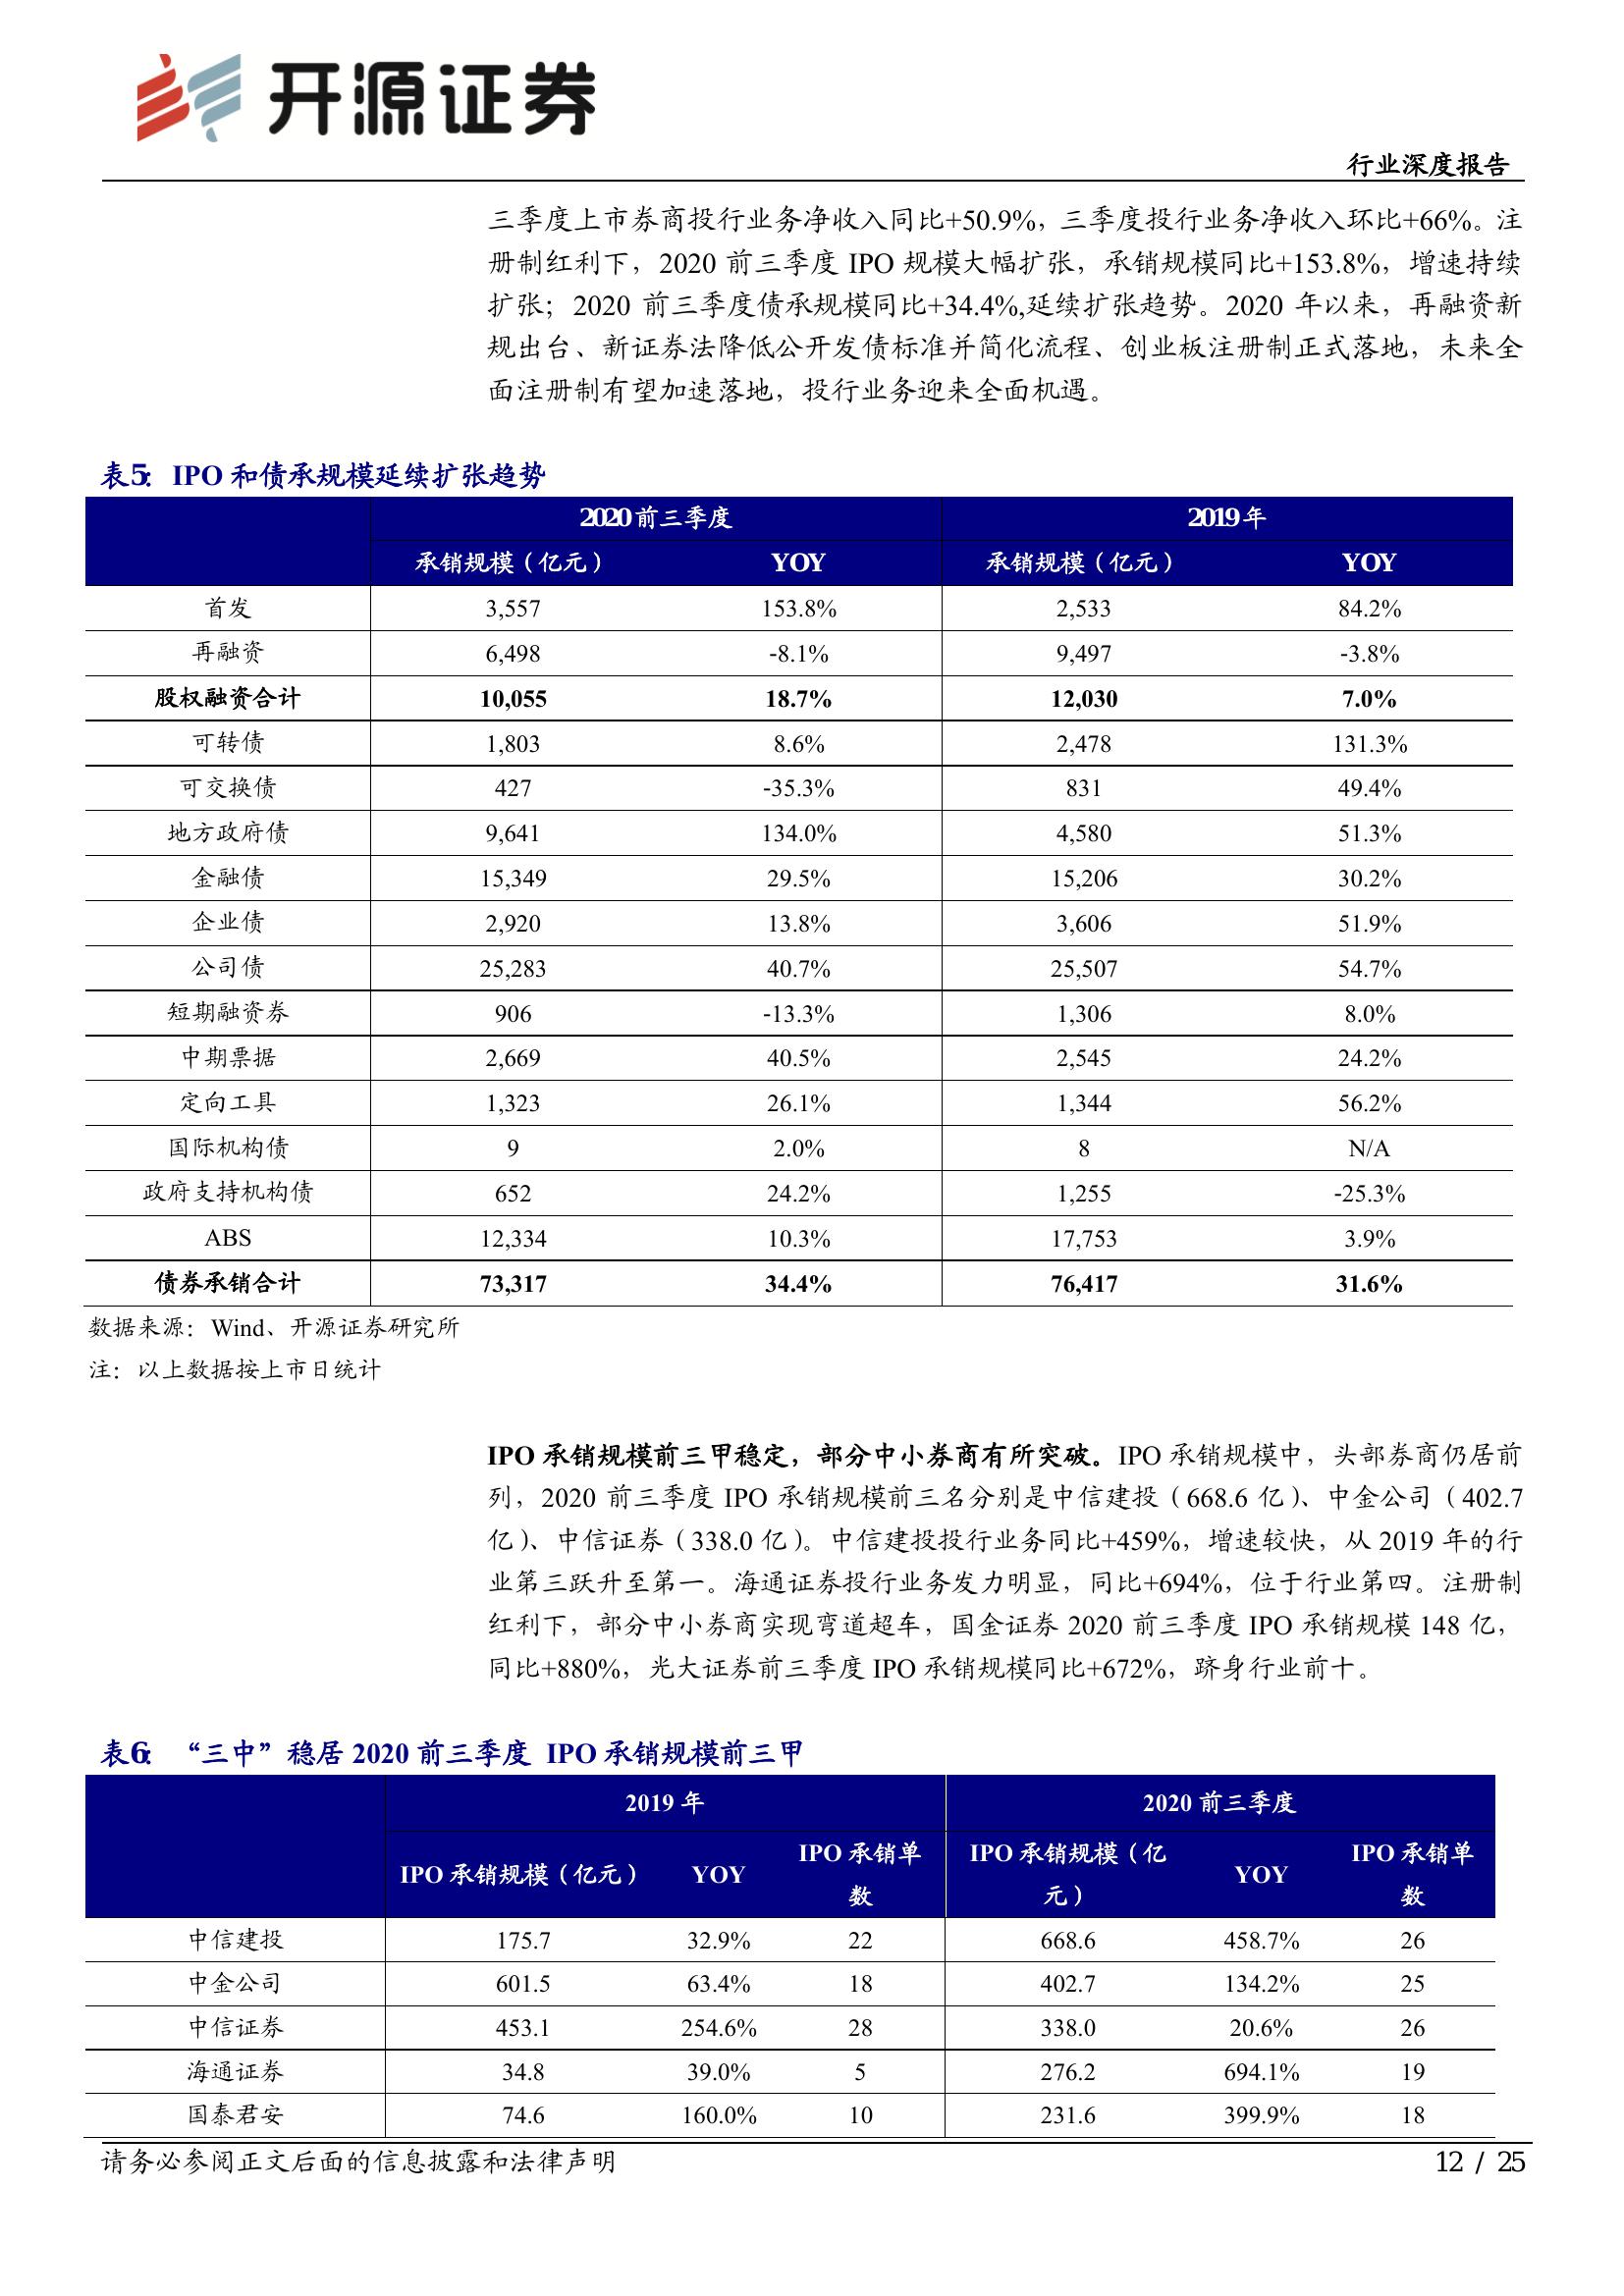 开源证券
行业深度报告
三季度上市券商投行业务净收入同比+50.9%，三季度投行业务净收入环比+66%。注
册制红利下，2020 前三季度 IPO 规模大幅扩张，承销规模同比+153.8%，增速持续
扩张；2020 前三季度债承规模同比+34.4%,延续扩张趋势。2020 年以来，再融资新
规出台、新证券法降低公开发债标准并简化流程、创业板注册制正式落地，未来全
面注册制有望加速落地，投行业务迎来全面机遇。
表5： IPO 和债承规模延续扩张趋势
2020前三季度 2019年
承销规模（亿元） YOY 承销规模（亿元） YOY
首发 3,557 153.8% 2,533 84.2%
再融资 6,498 -8.1% 9,497 -3.8%
股权融资合计 10,055 18.7% 12,030 7.0%
可转债 1,803 8.6% 2,478 131.3%
可交换债 427 -35.3% 831 49.4%
地方政府债 9,641 134.0% 4,580 51.3%
金融债 15,349 29.5% 15,206 30.2%
企业债 2,920 13.8% 3,606 51.9%
公司债 25,283 40.7% 25,507 54.7%
短期融资券 906 -13.3% 1,306 8.0%
中期票据 2,669 40.5% 2,545 24.2%
定向工具 1,323 26.1% 1,344 56.2%
国际机构债 9 2.0% 8 N/A
政府支持机构债 652 24.2% 1,255 -25.3%
ABS 12,334 10.3% 17,753 3.9%
债券承销合计 73,317 34.4% 76,417 31.6%
数据来源：Wind、开源证券研究所
注：以上数据按上市日统计
IPO 承销规模前三甲稳定，部分中小券商有所突破。IPO 承销规模中，头部券商仍居前
列，2020 前三季度 IPO 承销规模前三名分别是中信建投（668.6 亿）、中金公司（402.7
亿）、中信证券（338.0 亿）。中信建投投行业务同比+459%，增速较快，从 2019 年的行
业第三跃升至第一。海通证券投行业务发力明显，同比+694%，位于行业第四。注册制
红利下，部分中小券商实现弯道超车，国金证券 2020 前三季度 IPO 承销规模 148 亿，
同比+880%，光大证券前三季度 IPO 承销规模同比+672%，跻身行业前十。
表6： “三中”稳居 2020 前三季度 IPO 承销规模前三甲
2019 年 2020 前三季度
IPO 承销规模（亿元） YOY IPO 承销单数 IPO 承销规模（亿元） YOY IPO 承销单数
中信建投 175.7 32.9% 22 668.6 458.7% 26
中金公司 601.5 63.4% 18 402.7 134.2% 25
中信证券 453.1 254.6% 28 338.0 20.6% 26
海通证券 34.8 39.0% 5 276.2 694.1% 19
国泰君安 74.6 160.0% 10 231.6 399.9% 18
请务必参阅正文后面的信息披露和法律声明 12 / 25